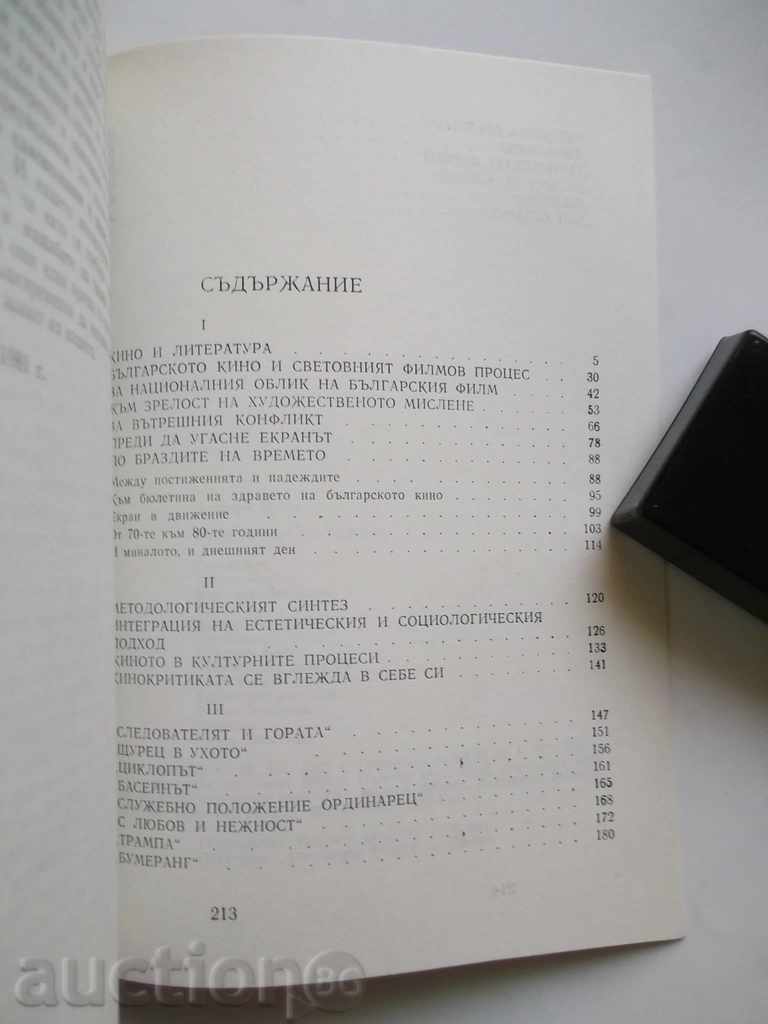 СЪДЪРЖАНИЕ
I
КИНО И ЛИТЕРАТУРА . . . . . . . . . . 5
БЪЛГАРСКОТО КИНО И СВЕТОВНИЯТ ФИЛМОВ ПРОЦЕС . . 30
ЗА НАЦИОНАЛНИЯ ОБЛИК НА БЪЛГАРСКИЯ ФИЛМ . . . 42
КЪМ ЗРЕЛОСТ НА ХУДОЖЕСТВЕНОТО МИСЛЕНЕ . . . . 53
ЗА ВЪТРЕШНИЯ КОНФЛИКТ . . . . . . . . 66
ПРЕДИ ДА УГАСНЕ ЕКРАНЪТ . . . . . . . . 78
ПО БРАЗДИТЕ НА ВРЕМЕТО . . . . . . . . 88
Между постиженията и надеждите . . . . . . . 88
Към бюлетина на здравето на българското кино . . . . 95
Екран в движение . . . . . . . . . . 99
От 70-те към 80-те години . . . . . . . . 103
И миналото, и днешният ден . . . . . . . . 114
II
МЕТОДОЛОГИЧЕСКИЯТ СИНТЕЗ . . . . . . . 120
ИНТЕГРАЦИЯ НА ЕСТЕТИЧЕСКИЯ И СОЦИОЛОГИЧЕСКИЯ
ПОДХОД . . . . . . . . . . . 126
КИНОТО В КУЛТУРНИТЕ ПРОЦЕСИ . . . . . . 133
КИНОКРИТИКАТА СЕ ВГЛЕЖДА В СЕБЕ СИ . . . . 141
III
СЛЕДОВАТЕЛЯТ И ГОРАТА“ . . . . . . . . 147
ЩУРЕЦ В УХОТО“ . . . . . . . . . 151
ЦИКЛОПЪТ“ . . . . . . . . . . 156
БАСЕЙНЪТ“ . . . . . . . . . . 161
СЛУЖЕБНО ПОЛОЖЕНИЕ ОРДИНАРЕЦ“ . . . . . 165
С ЛЮБОВ И НЕЖНОСТ“ . . . . . . . . 168
ТРАМПА“ . . . . . . . . . . 172
БУМЕРАНГ“ . . . . . . . . . . 180
213
auctionBG